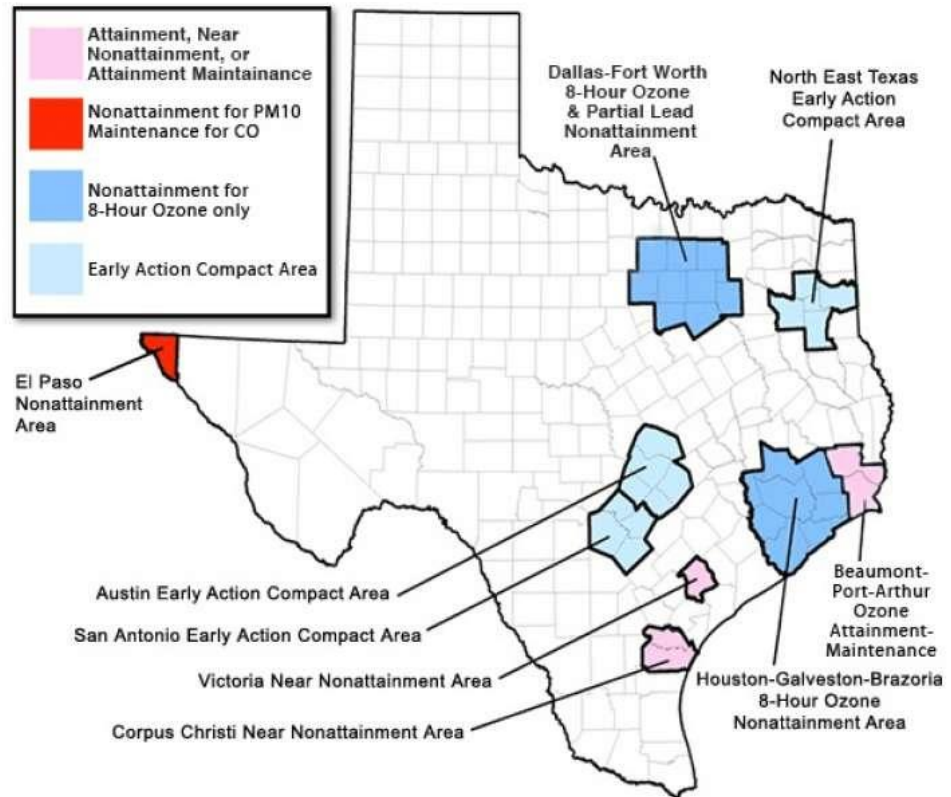 Attainment, Near
Nonattainment, or
Attainment Maintainance
Nonattainment for PM10
Maintenance for CO
Nonattainment for
8-Hour Ozone only
Early Action Compact Area
Dallas-Fort Worth
8-Hour Ozone
& Partial Lead
Nonattainment
Area
North East Texas
Early Action
Compact Area
El Paso
Nonattainment
Area
Austin Early Action Compact Area
San Antonio Early Action Compact Area
Victoria Near Nonattainment Area
Corpus Christi Near Nonattainment Area
Beaumont-
Port-Arthur
Ozone
Attainment-
Maintenance
Houston-Galveston-Brazoria
8-Hour Ozone
Nonattainment Area